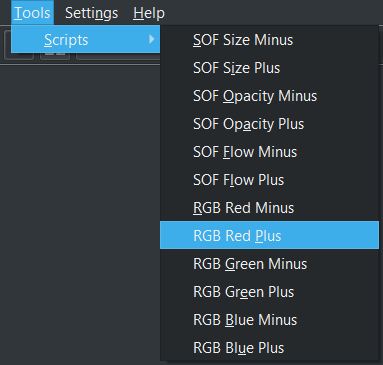 Tools Settings Help
Scripts
SOF Size Minus
SOF Size Plus
SOF Opacity Minus
SOF Opacity Plus
SOF Flow Minus
SOF Flow Plus
RGB Red Minus
RGB Red Plus
RGB Green Minus
RGB Green Plus
RGB Blue Minus
RGB Blue Plus